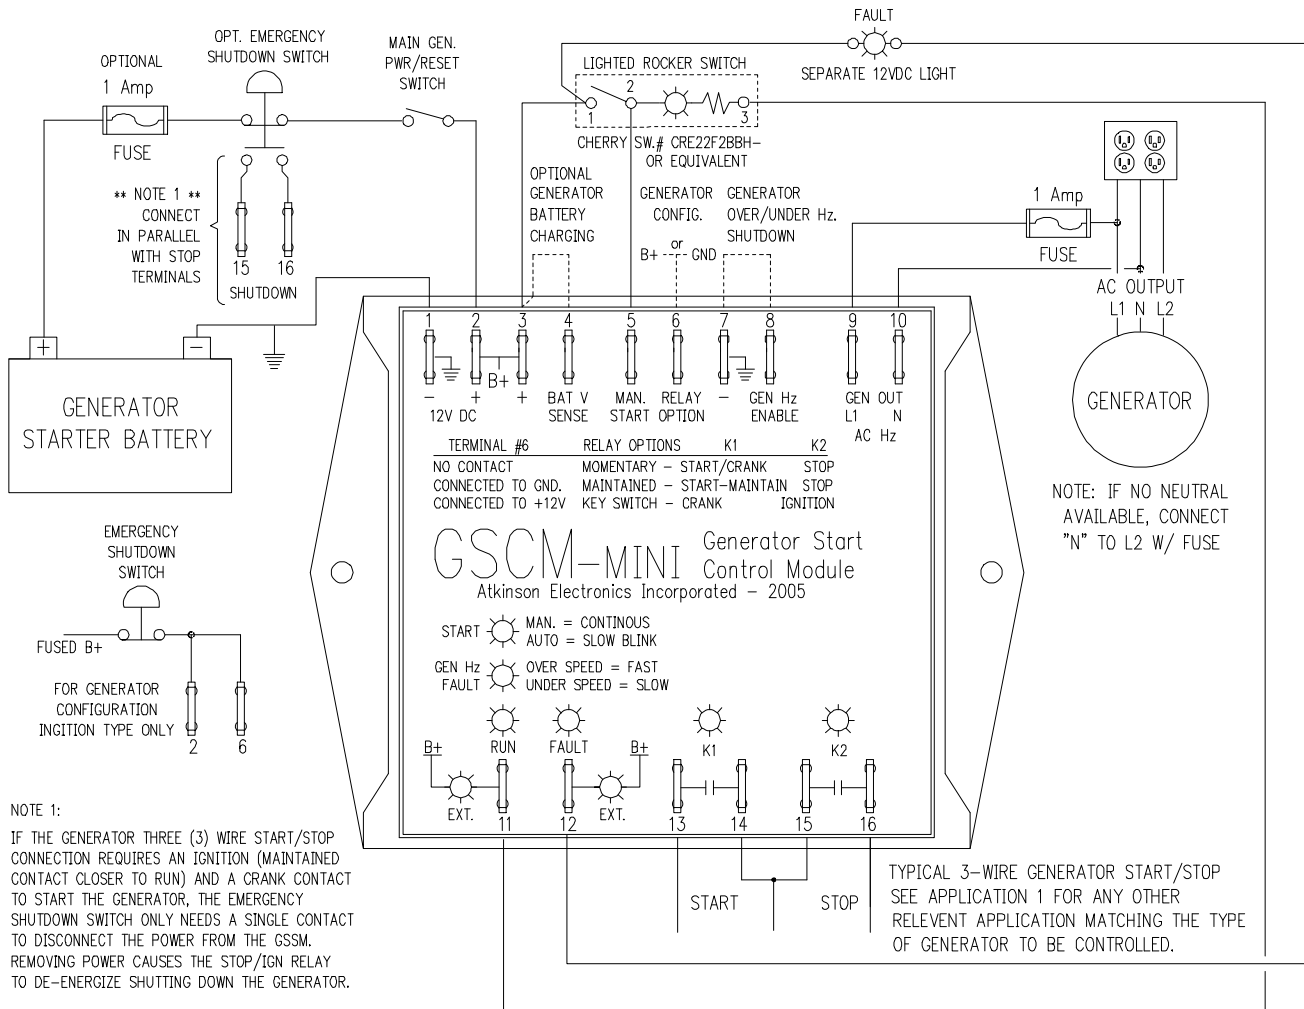 FAULT
SEPARATE 12VDC LIGHT
OPT. EMERGENCY
SHUTDOWN SWITCH
MAIN GEN.
PWR/RESET
SWITCH
OPTIONAL
1 Amp
FUSE
LIGHTED ROCKER SWITCH
1
2
3
CHERRY SW.# CRE22F2BBH-
OR EQUIVALENT
** NOTE 1 **
CONNECT
IN PARALLEL
WITH STOP
TERMINALS
15
16
SHUTDOWN
OPTIONAL
GENERATOR
BATTERY
CHARGING
GENERATOR
CONFIG.
or
B+
GND
GENERATOR
OVER/UNDER Hz.
SHUTDOWN
1 Amp
FUSE
AC OUTPUT
L1 N L2
GENERATOR
NOTE: IF NO NEUTRAL
AVAILABLE, CONNECT
"N" TO L2 W/ FUSE
+
-
GENERATOR
STARTER BATTERY
1 2 3 4 5 6 7 8 9 10
B+
- + + BAT V MAN. RELAY - GEN Hz GEN OUT
12V DC SENSE START OPTION ENABLE L1 N
AC Hz
TERMINAL #6 RELAY OPTIONS K1 K2
NO CONTACT MOMENTARY - START/CRANK STOP
CONNECTED TO GND. MAINTAINED - START-MAINTAIN STOP
CONNECTED TO +12V KEY SWITCH - CRANK IGNITION
GSCM-MINI
Generator Start
Control Module
Atkinson Electronics Incorporated - 2005
START
MAN. = CONTINOUS
AUTO = SLOW BLINK
GEN Hz
FAULT
OVER SPEED = FAST
UNDER SPEED = SLOW
B+ RUN FAULT B+ K1 K2
EXT. EXT.
11 12 13 14 15 16
START
STOP
EMERGENCY
SHUTDOWN
SWITCH
FUSED B+
FOR GENERATOR
CONFIGURATION
INGITION TYPE ONLY
2
6
NOTE 1:
IF THE GENERATOR THREE (3) WIRE START/STOP
CONNECTION REQUIRES AN IGNITION (MAINTAINED
CONTACT CLOSER TO RUN) AND A CRANK CONTACT
TO START THE GENERATOR, THE EMERGENCY
SHUTDOWN SWITCH ONLY NEEDS A SINGLE CONTACT
TO DISCONNECT THE POWER FROM THE GSSM.
REMOVING POWER CAUSES THE STOP/IGN RELAY
TO DE-ENERGIZE SHUTTING DOWN THE GENERATOR.
TYPICAL 3-WIRE GENERATOR START/STOP
SEE APPLICATION 1 FOR ANY OTHER
RELEVENT APPLICATION MATCHING THE TYPE
OF GENERATOR TO BE CONTROLLED.